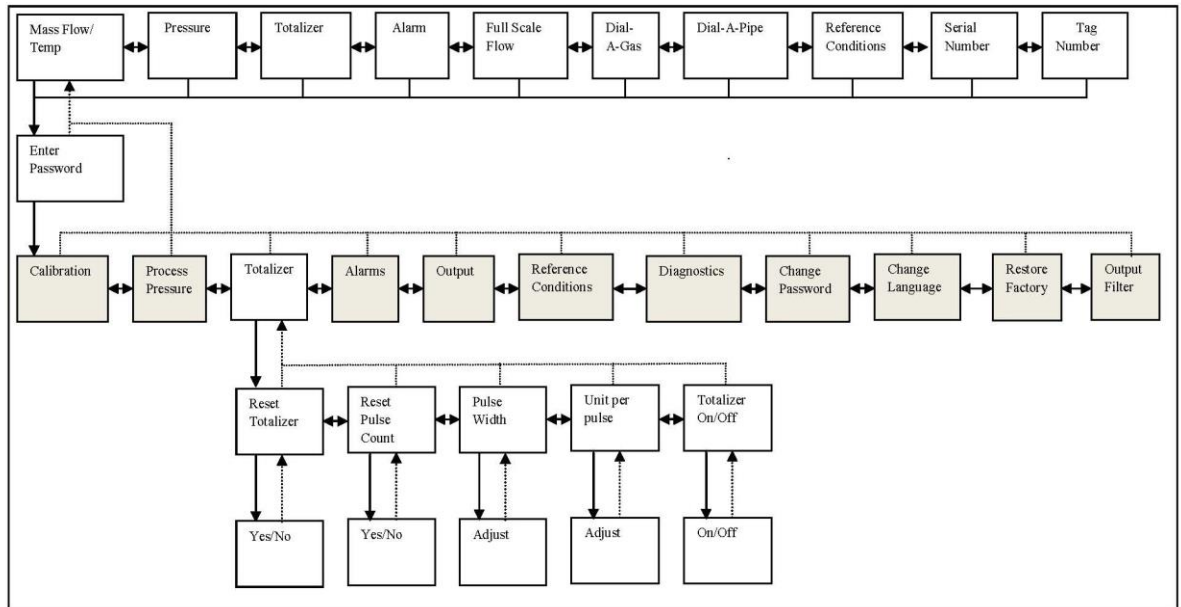 Mass Flow/
Temp
Pressure
Totalizer
Alarm
Full Scale
Flow
Dial-
A-Gas
Dial-A-Pipe
Reference
Conditions
Serial
Number
Tag
Number
Enter
Password
Calibration
Process
Pressure
Totalizer
Alarms
Output
Reference
Conditions
Diagnostics
Change
Password
Change
Language
Restore
Factory
Output
Filter
Reset
Totalizer
Reset
Pulse
Count
Pulse
Width
Unit per
pulse
Totalizer
On/Off
Yes/No
Yes/No
Adjust
Adjust
On/Off